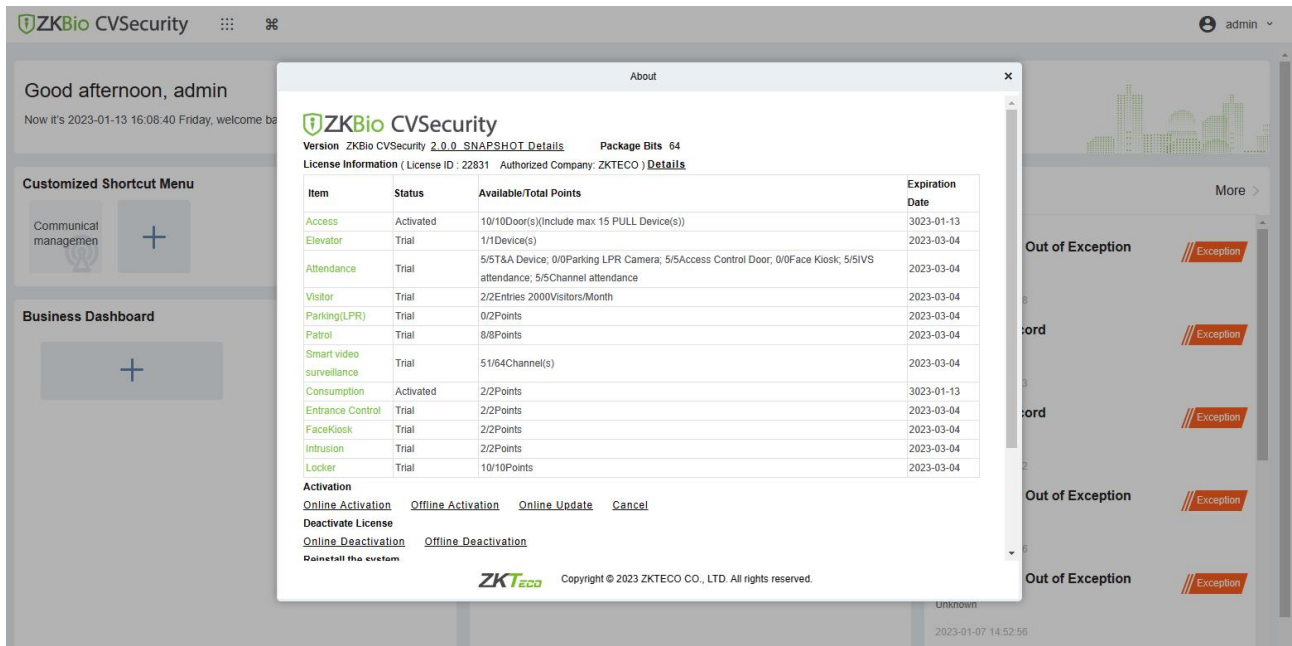 ZKBio CVSecurity
admin
Good afternoon, admin
Now it's 2023-01-13 16:08:40 Friday, welcome ba
Customized Shortcut Menu
Communicat
managemen
Business Dashboard
About
ZKBio CVSecurity
Version ZKBio CVSecurity 2.0.0_SNAPSHOT Details Package Bits 64
License Information ( License ID : 22831 Authorized Company: ZKTECO ) Details
Item Status Available/Total Points Expiration Date
Access Activated 10/10Door(s)(Include max 15 PULL Device(s)) 3023-01-13
Elevator Trial 1/1Device(s) 2023-03-04
Attendance Trial 5/5T&A Device; 0/0Parking LPR Camera; 5/5Access Control Door; 0/0Face Kiosk; 5/5IVS attendance; 5/5Channel attendance 2023-03-04
Visitor Trial 2/2Entries 2000Visitors/Month 2023-03-04
Parking(LPR) Trial 0/2Points 2023-03-04
Patrol Trial 8/8Points 2023-03-04
Smart video surveillance Trial 51/64Channel(s) 2023-03-04
Consumption Activated 2/2Points 3023-01-13
Entrance Control Trial 2/2Points 2023-03-04
FaceKiosk Trial 2/2Points 2023-03-04
Intrusion Trial 2/2Points 2023-03-04
Locker Trial 10/10Points 2023-03-04
Activation
Online Activation Offline Activation Online Update Cancel
Deactivate License
Online Deactivation Offline Deactivation
Reinstall the system
ZKTeco Copyright © 2023 ZKTECO CO., LTD. All rights reserved.
More
Out of Exception
Exception
8
cord
Exception
3
cord
Exception
2
Out of Exception
Exception
6
Out of Exception
Exception
Unknown
2023-01-07 14:52:56